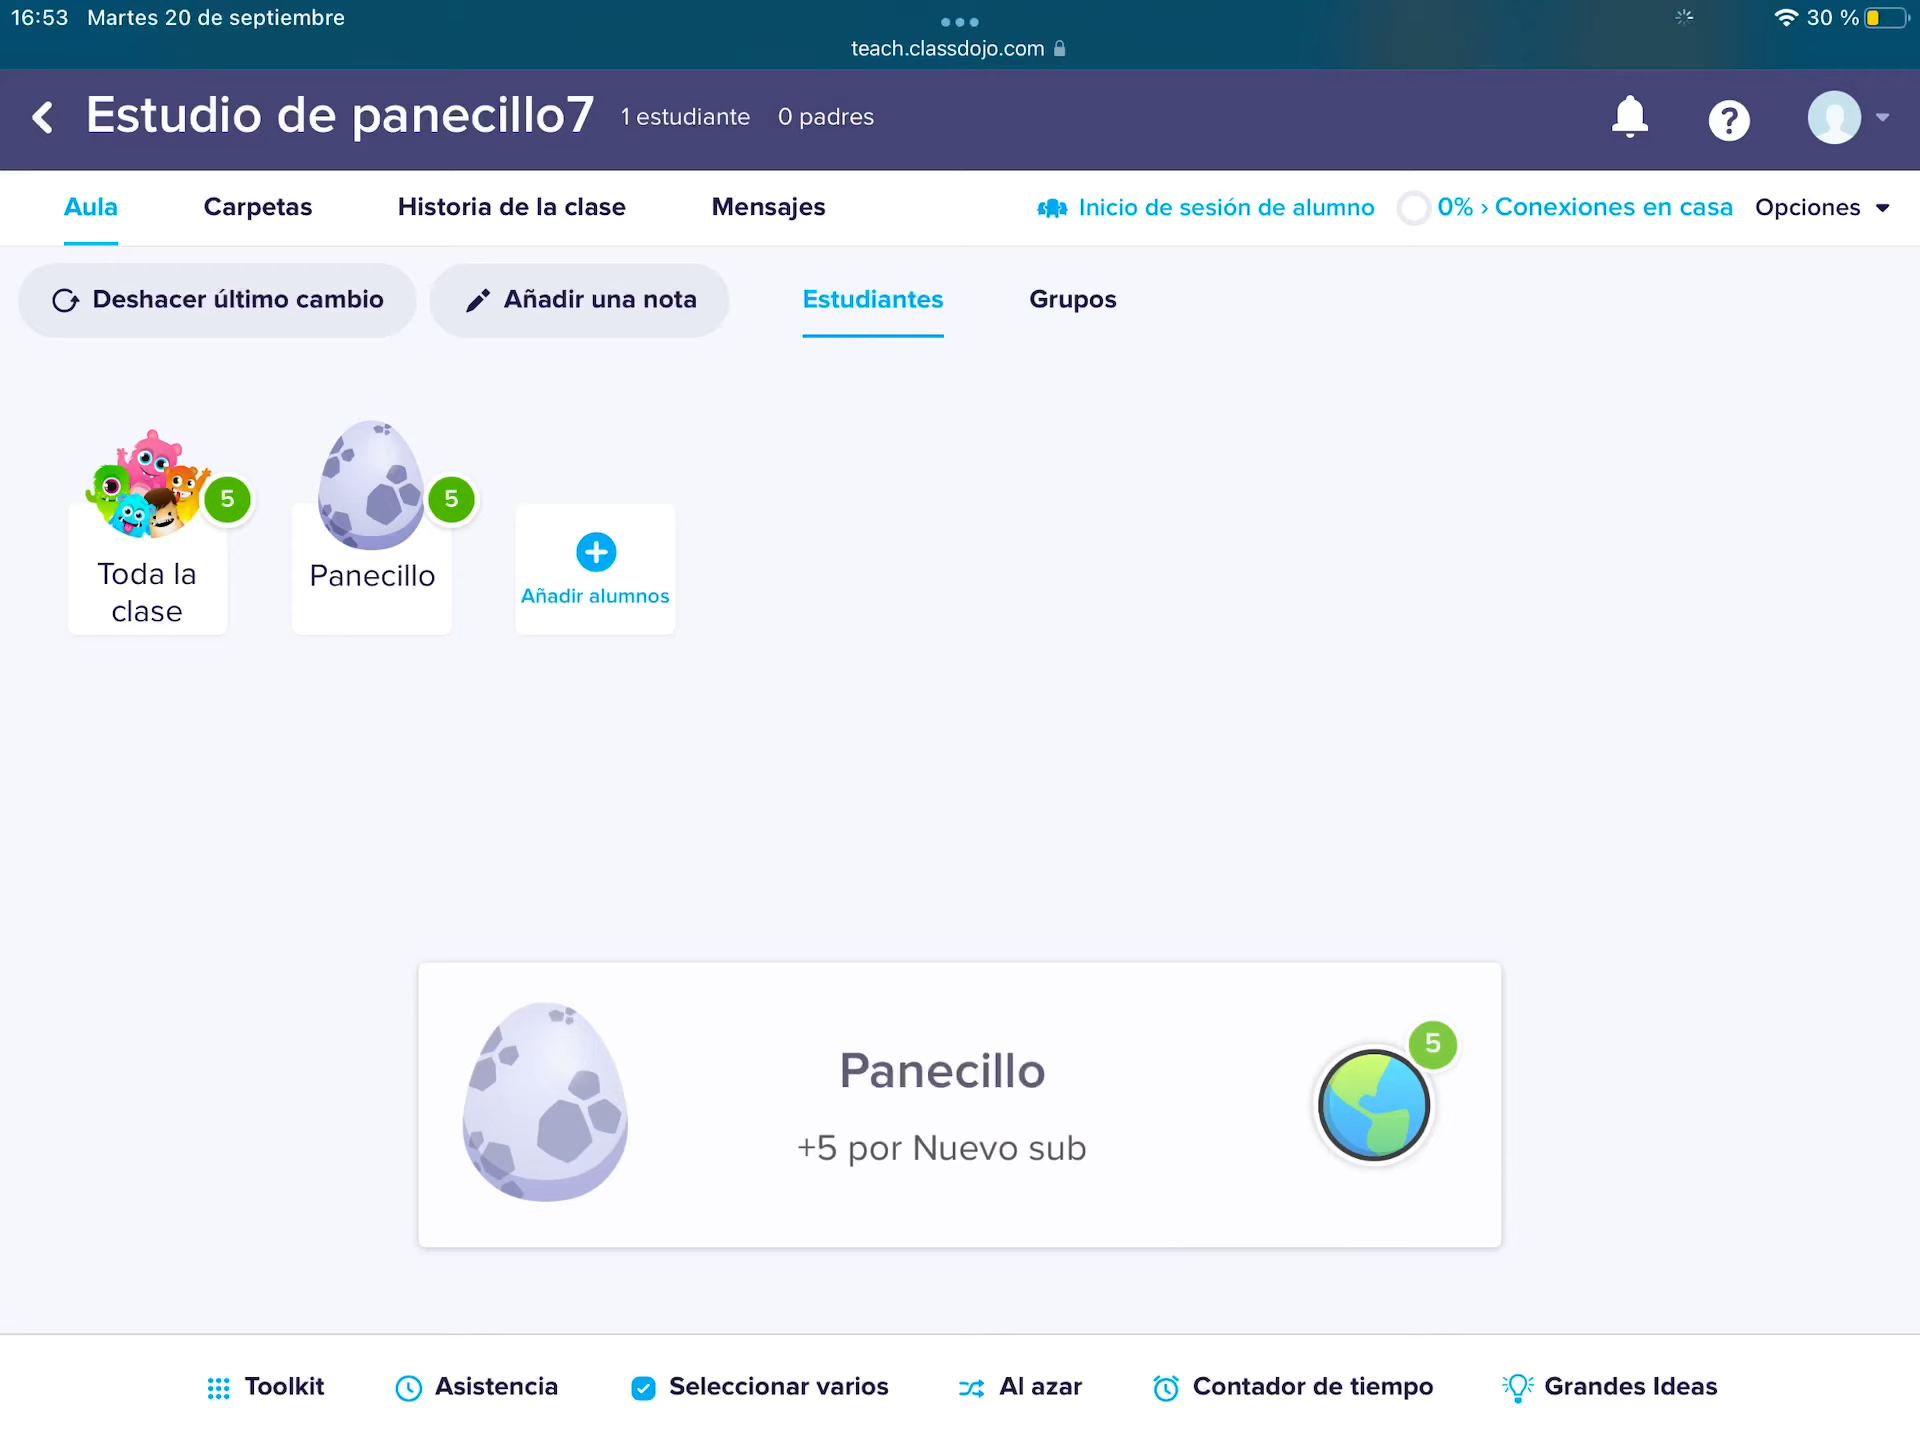 16:53 Martes 20 de septiembre
30 %
teach.classdojo.com
Estudio de panecillo7 1 estudiante 0 padres
Aula Carpetas Historia de la clase Mensajes Inicio de sesión de alumno 0% › Conexiones en casa Opciones
Deshacer último cambio Añadir una nota Estudiantes Grupos
5 5
Toda la
clase
Panecillo
Añadir alumnos
5
Panecillo
+5 por Nuevo sub
Toolkit Asistencia Seleccionar varios Al azar Contador de tiempo Grandes Ideas